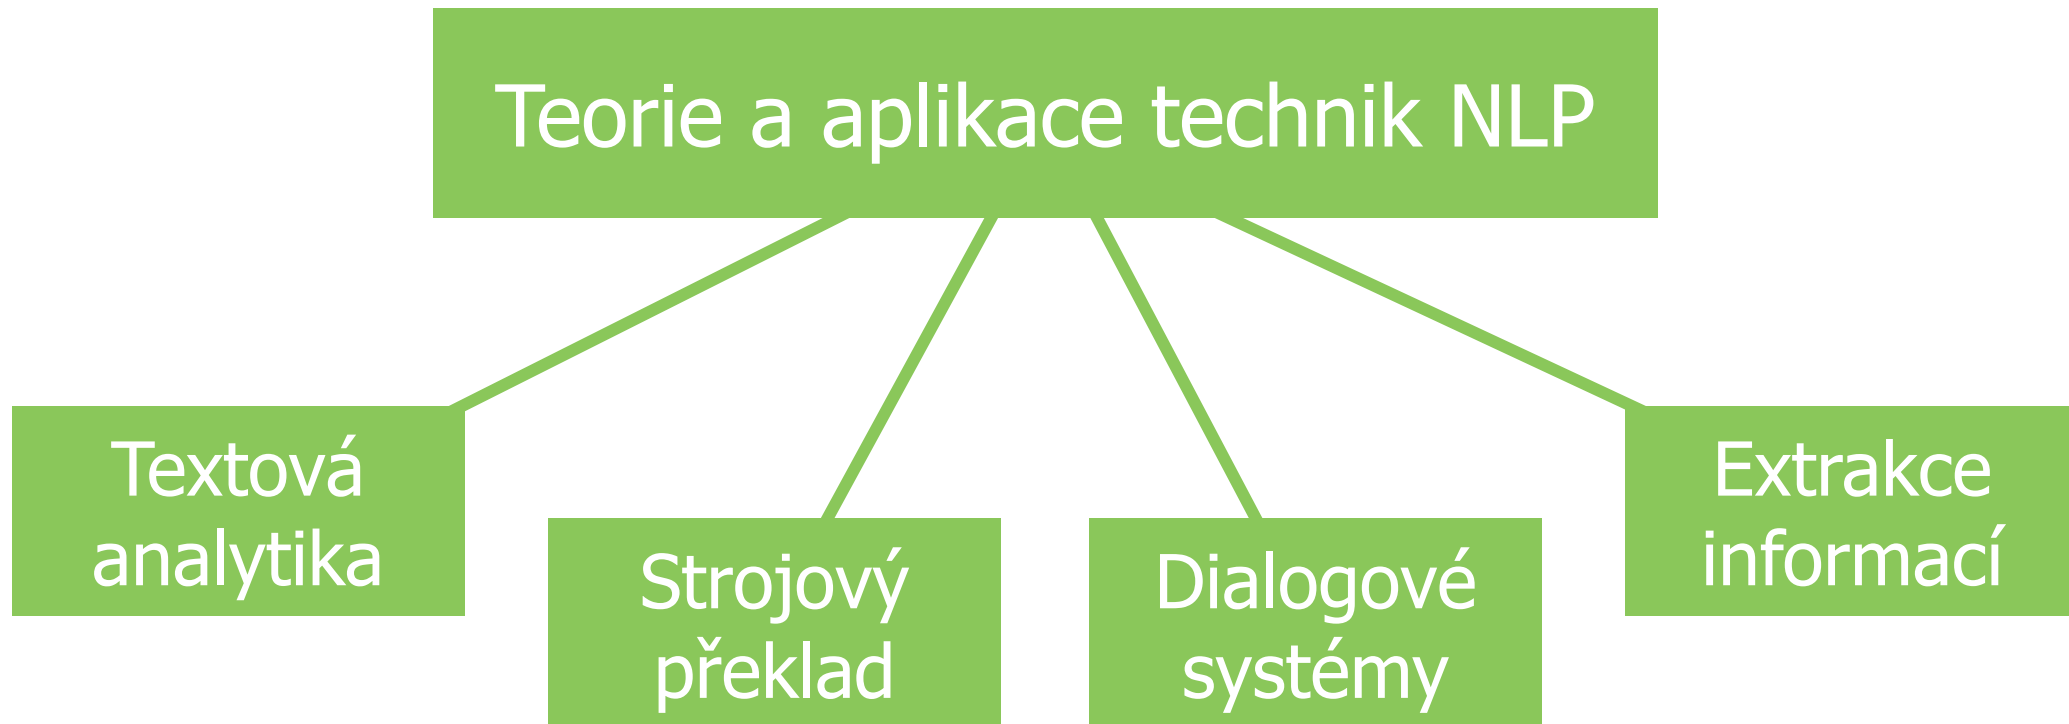 Teorie a aplikace technik NLP
Textová
analytika
Strojový
překlad
Dialogové
systémy
Extrakce
informací